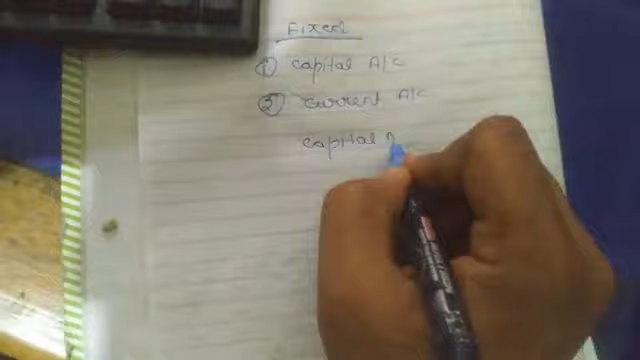 Fixed
① Capital A/C
② Current A/C
Capital